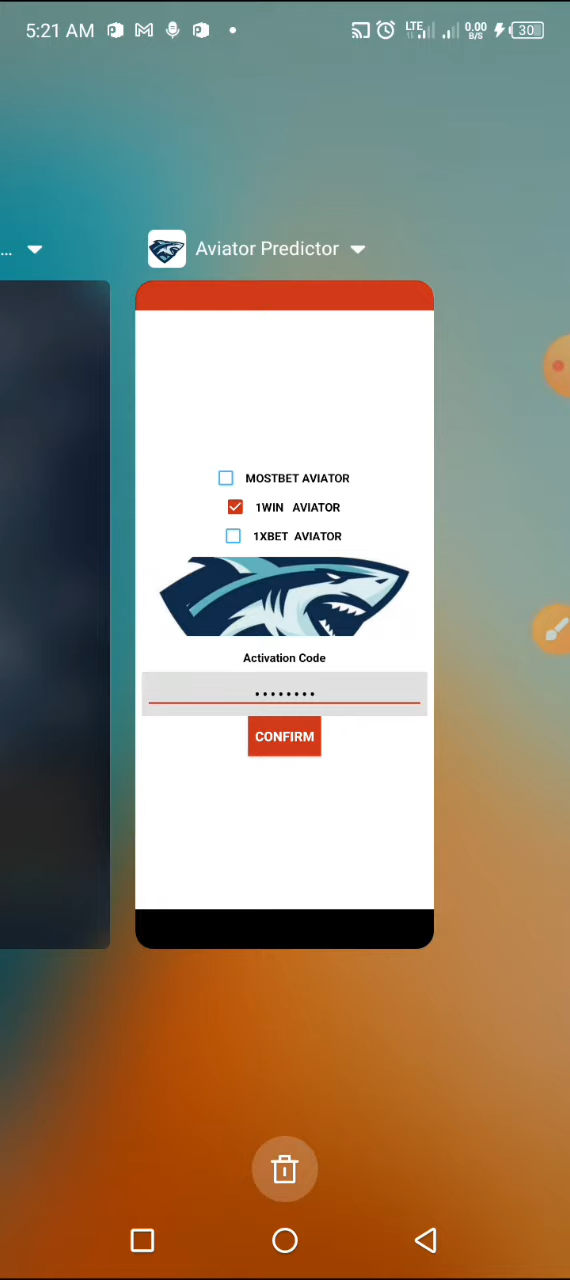 5:21 AM
LTE
0.00
B/S
30
...
Aviator Predictor
MOSTBET AVIATOR
1WIN AVIATOR
1XBET AVIATOR
Activation Code
••••••••
CONFIRM